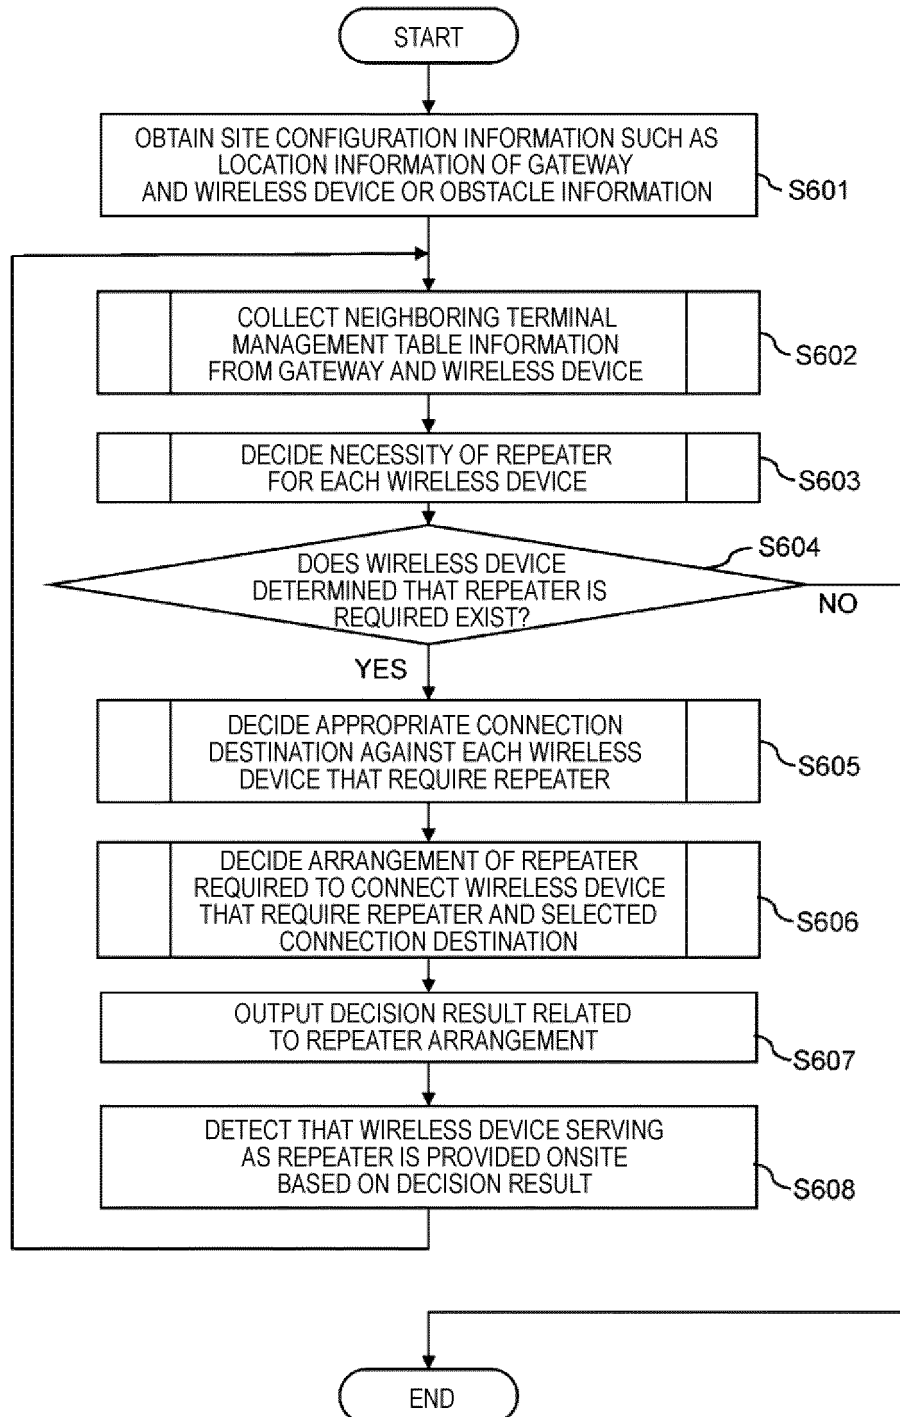 START
OBTAIN SITE CONFIGURATION INFORMATION SUCH AS
LOCATION INFORMATION OF GATEWAY
AND WIRELESS DEVICE OR OBSTACLE INFORMATION
S601
COLLECT NEIGHBORING TERMINAL
MANAGEMENT TABLE INFORMATION
FROM GATEWAY AND WIRELESS DEVICE
S602
DECIDE NECESSITY OF REPEATER
FOR EACH WIRELESS DEVICE
S603
S604
DOES WIRELESS DEVICE
DETERMINED THAT REPEATER IS
REQUIRED EXIST?
NO
YES
DECIDE APPROPRIATE CONNECTION
DESTINATION AGAINST EACH WIRELESS
DEVICE THAT REQUIRE REPEATER
S605
DECIDE ARRANGEMENT OF REPEATER
REQUIRED TO CONNECT WIRELESS DEVICE
THAT REQUIRE REPEATER AND SELECTED
CONNECTION DESTINATION
S606
OUTPUT DECISION RESULT RELATED
TO REPEATER ARRANGEMENT
S607
DETECT THAT WIRELESS DEVICE SERVING
AS REPEATER IS PROVIDED ONSITE
BASED ON DECISION RESULT
S608
END